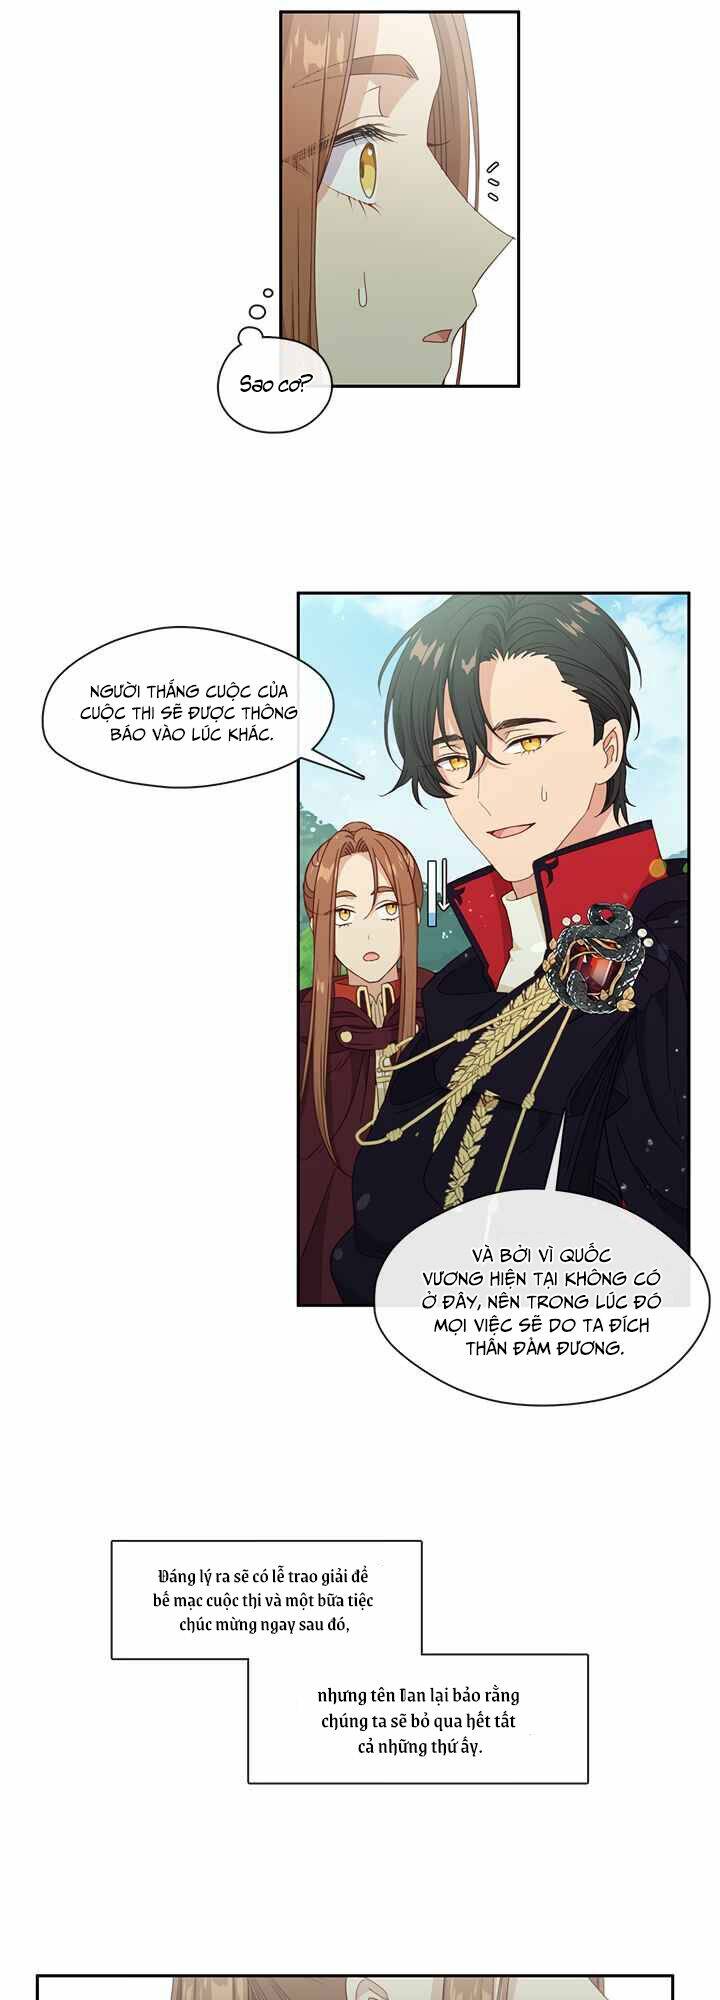 Sao cơ?
NGƯỜI THẮNG CUỘC CỦA
CUỘC THI SẼ ĐƯỢC THÔNG
BÁO VÀO LÚC KHÁC.
VÀ BỞI VÌ QUỐC
VƯƠNG HIỆN TẠI KHÔNG CÓ
Ở ĐÂY, NÊN TRONG LÚC ĐÓ
MỌI VIỆC SẼ DO TA ĐÍCH
THÂN ĐẢM ĐƯƠNG.
Đáng lý ra sẽ có lễ trao giải để
bế mạc cuộc thi và một bữa tiệc
chúc mừng ngay sau đó,
nhưng tên Ian lại bảo rằng
chúng ta sẽ bỏ qua hết tất
cả những thứ ấy.